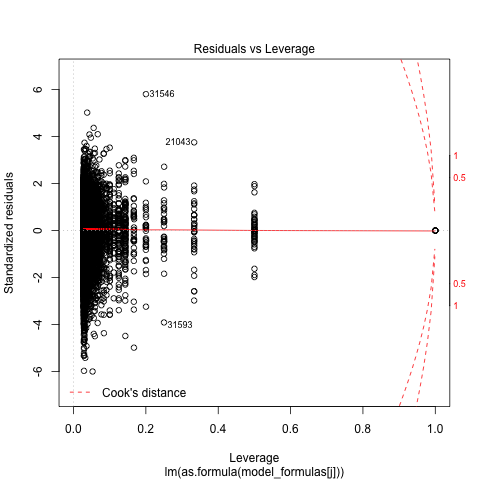 Residuals vs Leverage
Standardized residuals
6
4
2
0
-2
-4
-6
31546
21043
31593
1
0.5
0.5
1
Cook's distance
0.0 0.2 0.4 0.6 0.8 1.0
Leverage
lm(as.formula(model_formulas[j]))